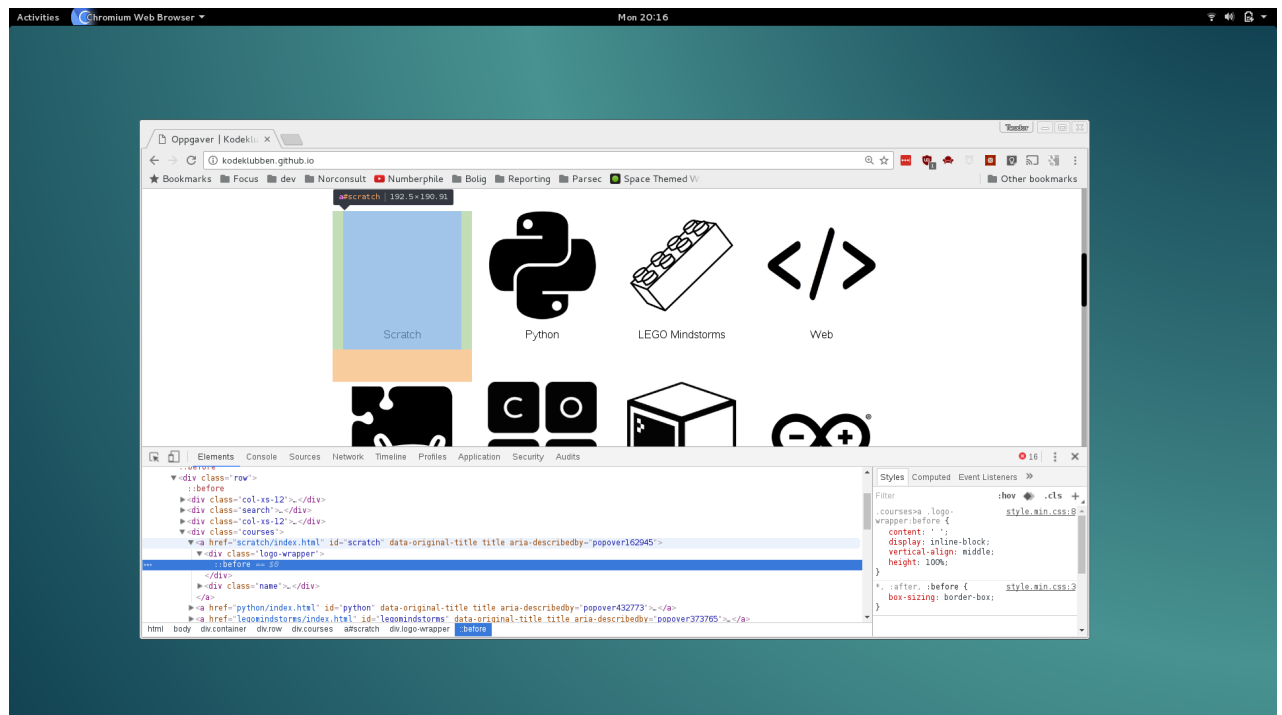 Activities Chromium Web Browser Mon 20:16
Oppgaver | Kodeklu Tooster
kodeklubben.github.io
Bookmarks Focus dev Norconsult Numberphile Bolig Reporting Parsec Space Themed W Other bookmarks
a#scratch | 192.5×190.91
Scratch Python LEGO Mindstorms Web
C O
Elements Console Sources Network Timeline Profiles Application Security Audits 16
::before
<div class="row">
::before
<div class="col-xs-12">…</div>
<div class="search">…</div>
<div class="col-xs-12">…</div>
<div class="courses">
<a href="scratch/index.html" id="scratch" data-original-title title aria-describedby="popover162945">
<div class="logo-wrapper">
::before == $0
</div>
<div class="name">…</div>
</a>
<a href="python/index.html" id="python" data-original-title title aria-describedby="popover432773">…</a>
<a href="legomindstorms/index.html" id="legomindstorms" data-original-title title aria-describedby="popover373765">…</a>
html body div.container div.row div.courses a#scratch div.logo-wrapper ::before
Styles Computed Event Listeners »
Filter :hov .cls +
.courses>a .logo- style.min.css:8
wrapper:before {
content: ' ';
display: inline-block;
vertical-align: middle;
height: 100%;
}
*, :after, :before { style.min.css:3
box-sizing: border-box;
}